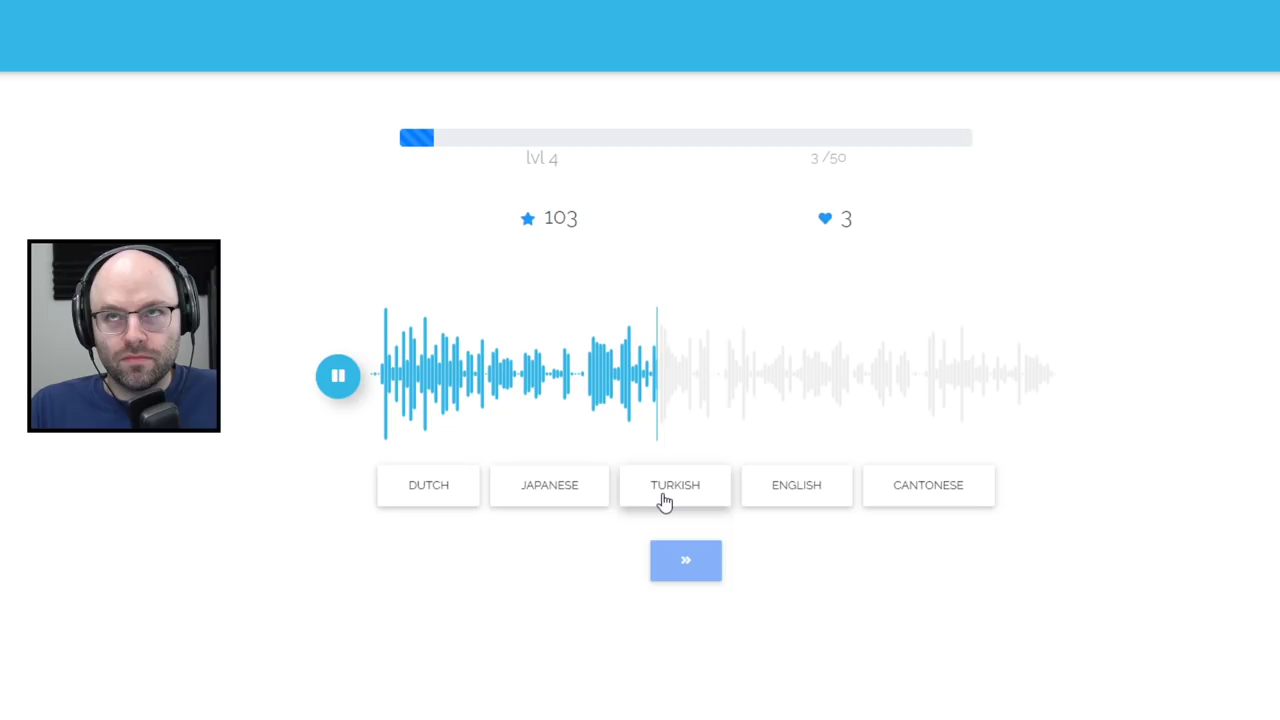 lvl 4
3 /50
103
3
DUTCH
JAPANESE
TURKISH
ENGLISH
CANTONESE
»